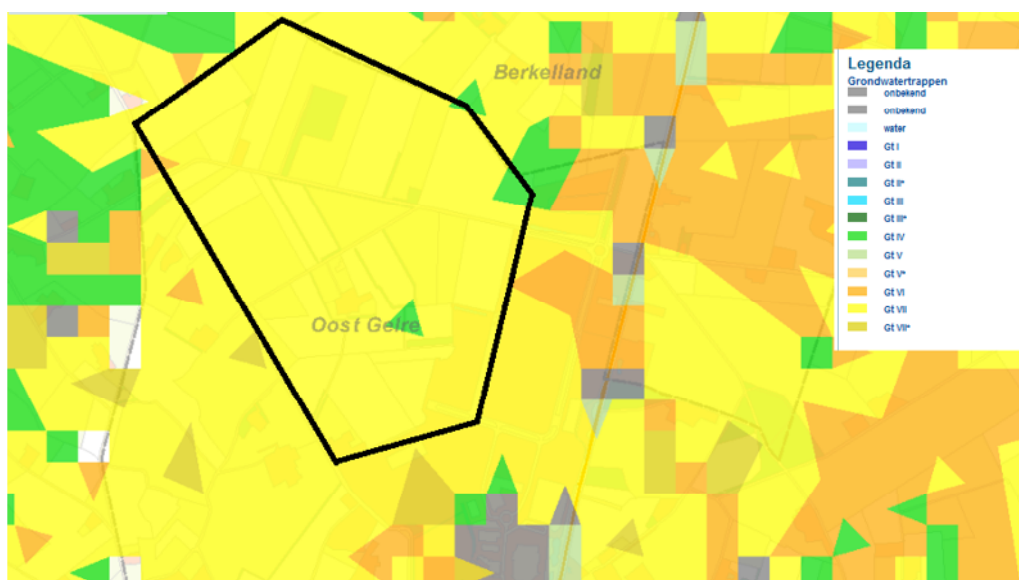 Berkelland
Oost Gelre
Legenda
Grondwatertrappen
onbekend
onbekend
water
Gt I
Gt II
Gt II*
Gt III
Gt III*
Gt IV
Gt V
Gt V*
Gt VI
Gt VII
Gt VII*